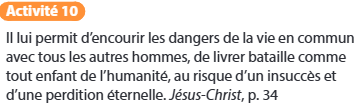 Activité 10
Il lui permit d'encourir les dangers de la vie en commun
avec tous les autres hommes, de livrer bataille comme
tout enfant de l'humanité, au risque d'un insuccès et
d'une perdition éternelle. Jésus-Christ, p. 34